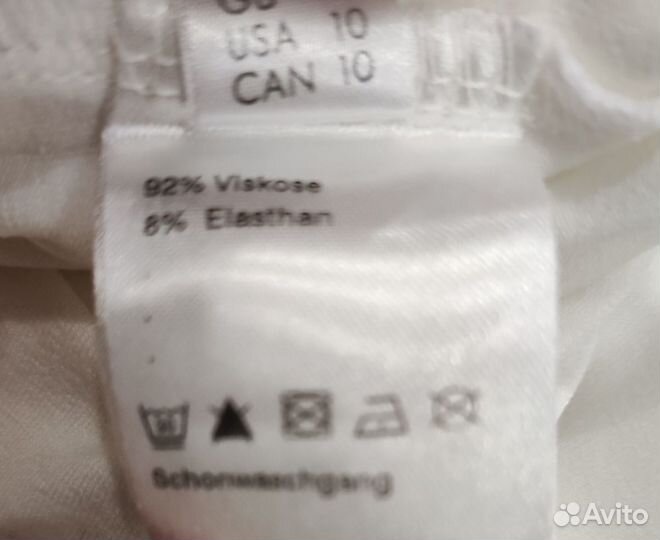 USA 10
CAN 10
92% Viskose
8% Elasthan
Schonwaschgang
Avito